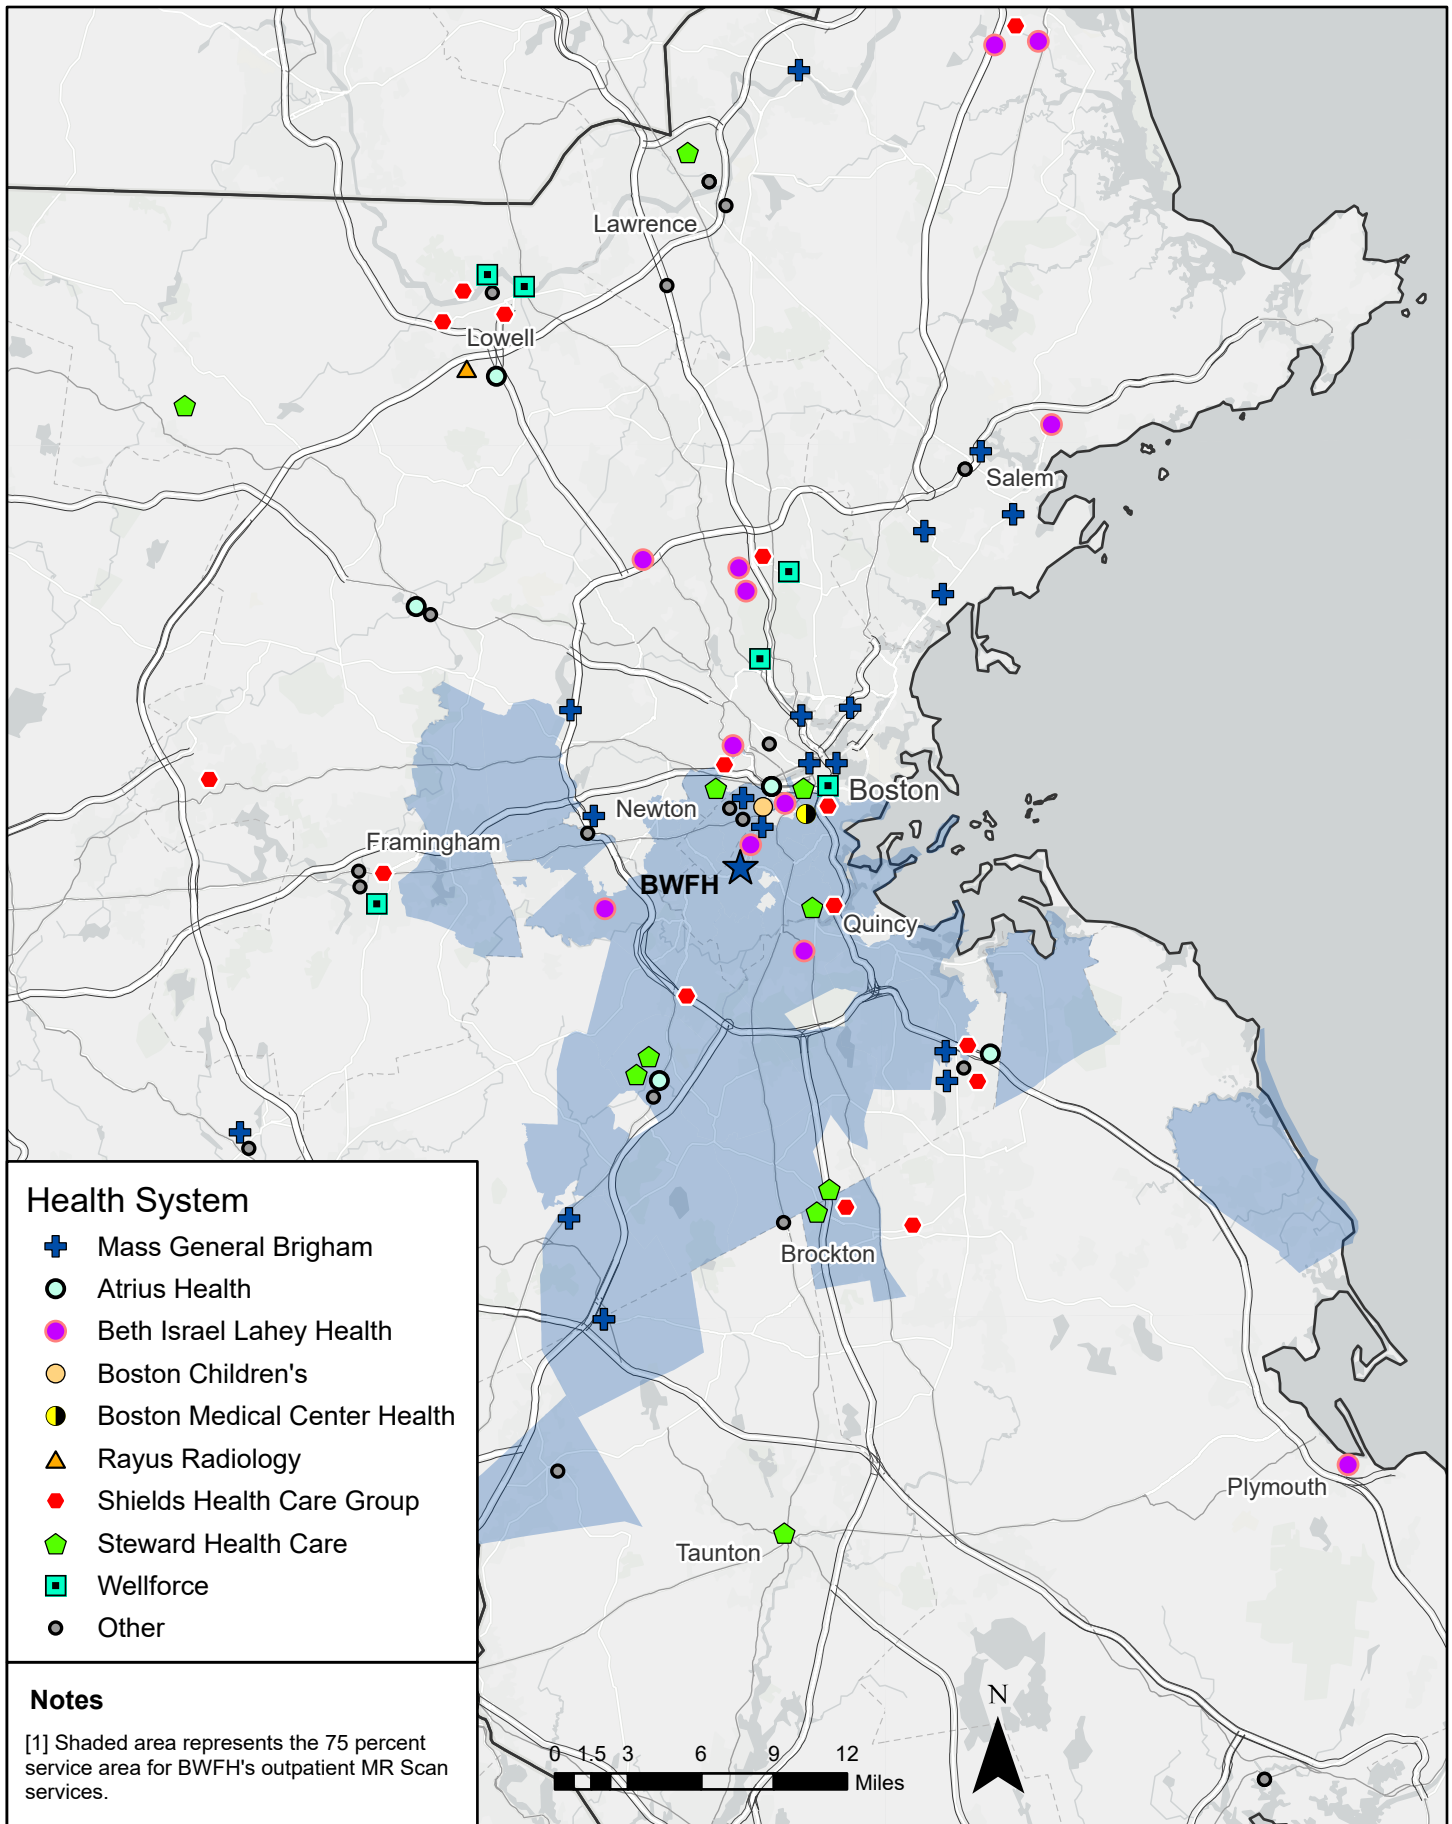 Lawrence
Lowell
Salem
Boston
Newton
Framingham
BWFH
Quincy
Brockton
Plymouth
Taunton
Health System
Mass General Brigham
Atrius Health
Beth Israel Lahey Health
Boston Children's
Boston Medical Center Health
Rayus Radiology
Shields Health Care Group
Steward Health Care
Wellforce
Other
Notes
[1] Shaded area represents the 75 percent
service area for BWFH's outpatient MR Scan
services.
N
0 1.5 3 6 9 12
Miles